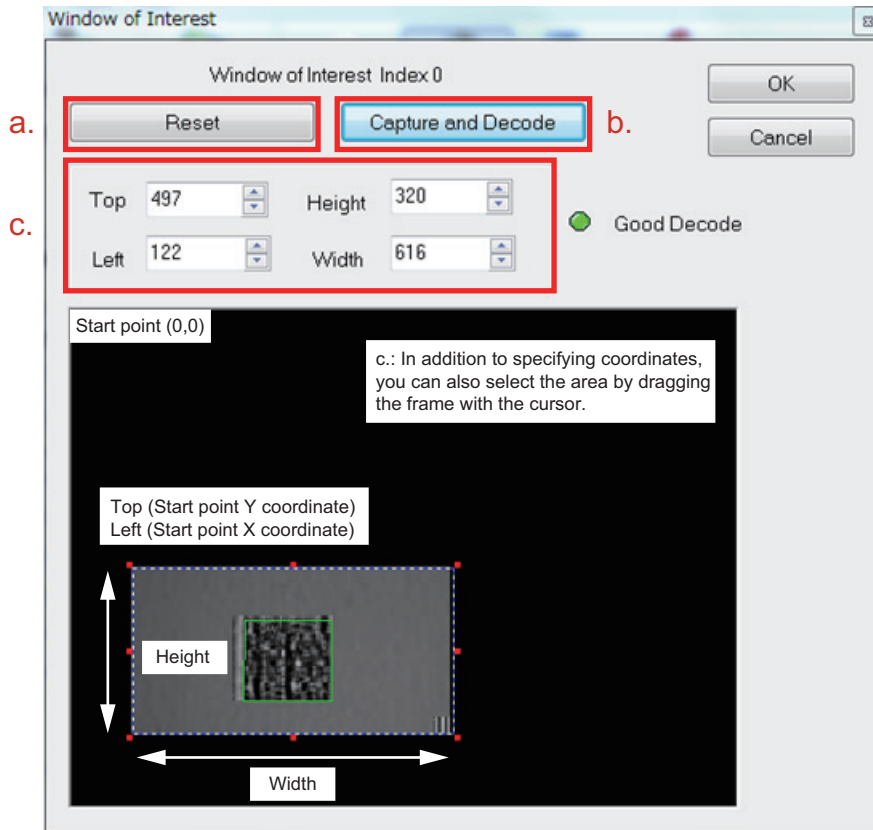 Window of Interest
Window of Interest Index 0
OK
a.
Reset
Capture and Decode
b.
Cancel
c.
Top 497
Height 320
Good Decode
Left 122
Width 616
Start point (0,0)
c.: In addition to specifying coordinates,
you can also select the area by dragging
the frame with the cursor.
Top (Start point Y coordinate)
Left (Start point X coordinate)
Height
Width